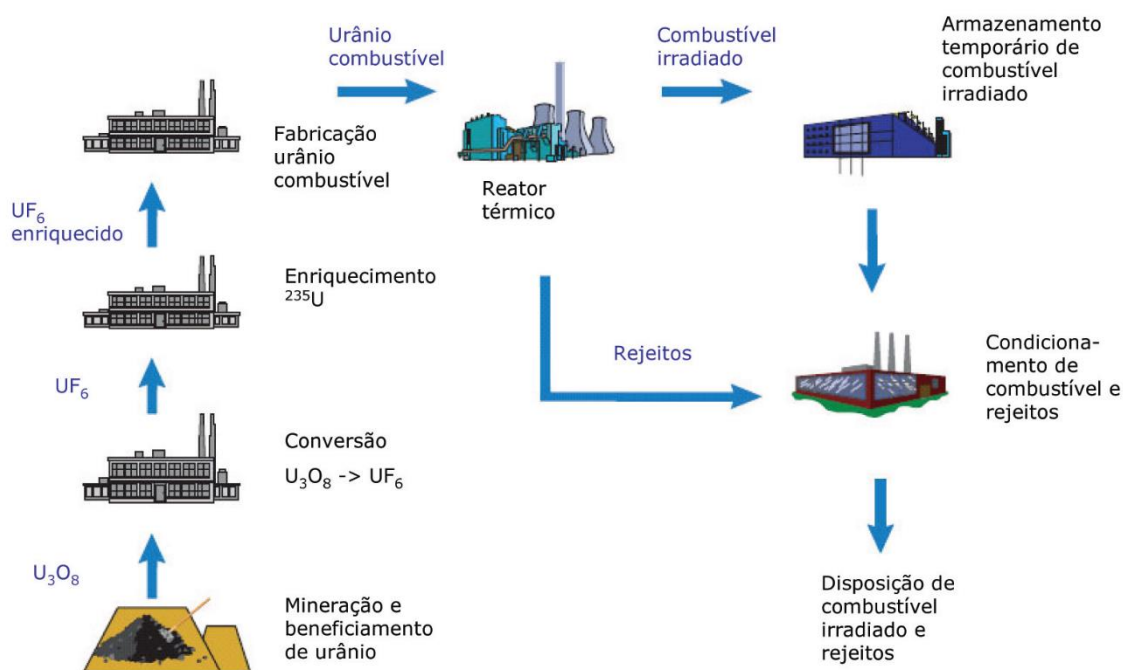 Urânio
combustível
Combustível
irradiado
Armazenamento
temporário de
combustível
irradiado
Fabricação
urânio
combustível
Reator
térmico
UF₆
enriquecido
Enriquecimento
²³⁵U
Rejeitos
Condiciona-
mento de
combustível e
rejeitos
UF₆
Conversão
U₃O₈ -> UF₆
U₃O₈
Mineração e
beneficiamento
de urânio
Disposição de
combustível
irradiado e
rejeitos